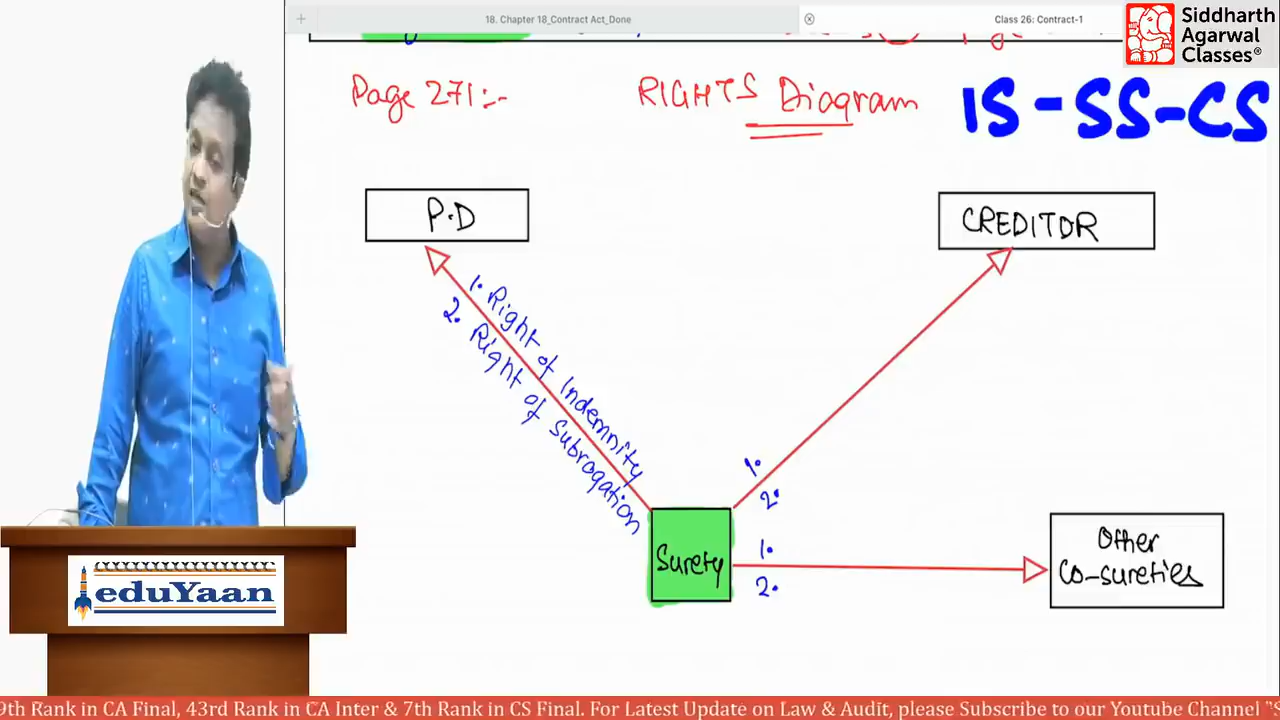 18. Chapter 18_Contract Act_Done
Class 26: Contract-1
Siddharth
Agarwal
Classes®
Page 271:-
RIGHTS Diagram
IS-SS-CS
P.D
CREDITOR
1. Right of Indemnity
2. Right of Subrogation
1.
2.
Surety
1.
2.
Other
Co-sureties
eduYaan
9th Rank in CA Final, 43rd Rank in CA Inter & 7th Rank in CS Final. For Latest Update on Law & Audit, please Subscribe to our Youtube Channel